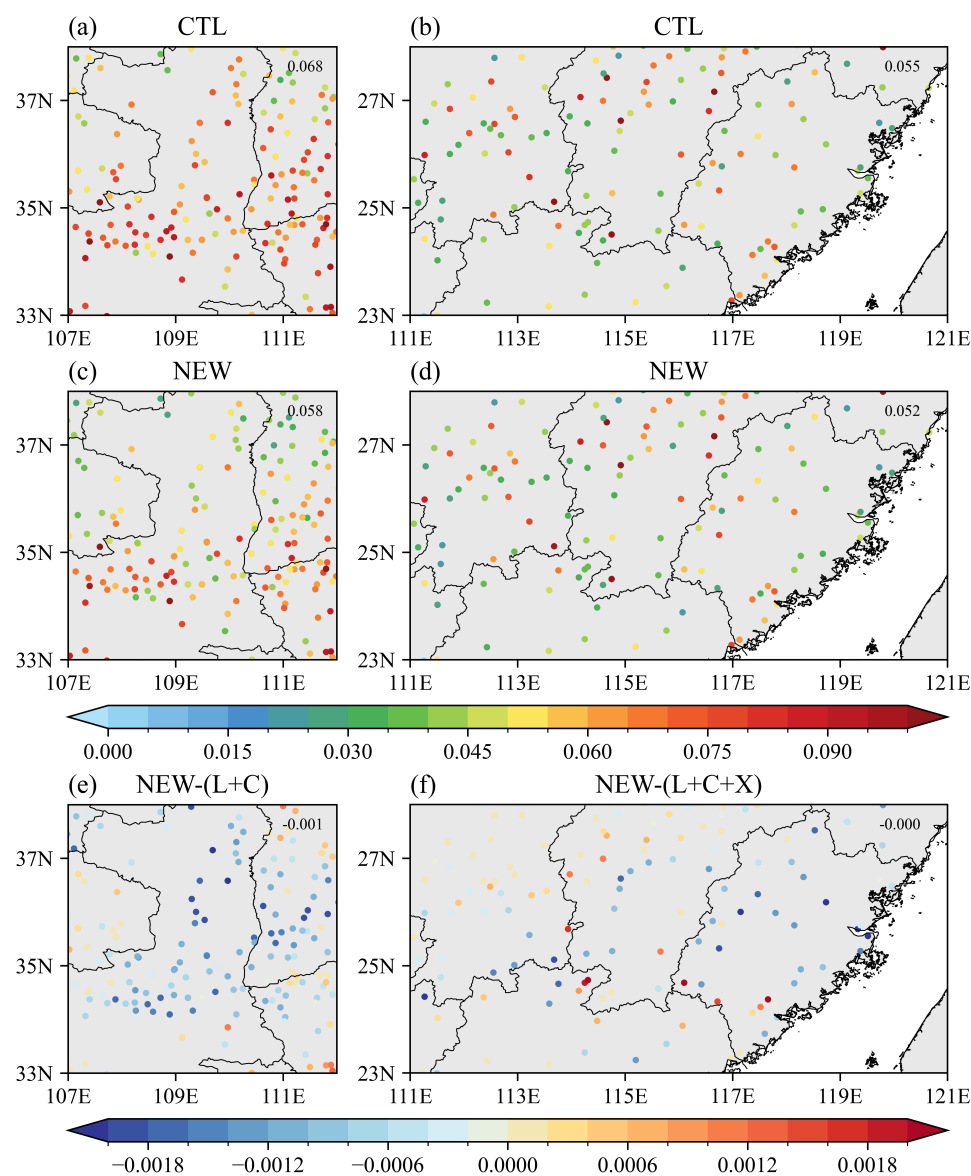 (a) CTL (b) CTL
0.068 0.055
37N 27N
35N 25N
33N 23N
107E 109E 111E 111E 113E 115E 117E 119E 121E
(c) NEW (d) NEW
0.058 0.052
37N 27N
35N 25N
33N 23N
107E 109E 111E 111E 113E 115E 117E 119E 121E
0.000 0.015 0.030 0.045 0.060 0.075 0.090
(e) NEW-(L+C) (f) NEW-(L+C+X)
-0.001 -0.000
37N 27N
35N 25N
33N 23N
107E 109E 111E 111E 113E 115E 117E 119E 121E
−0.0018 −0.0012 −0.0006 0.0000 0.0006 0.0012 0.0018